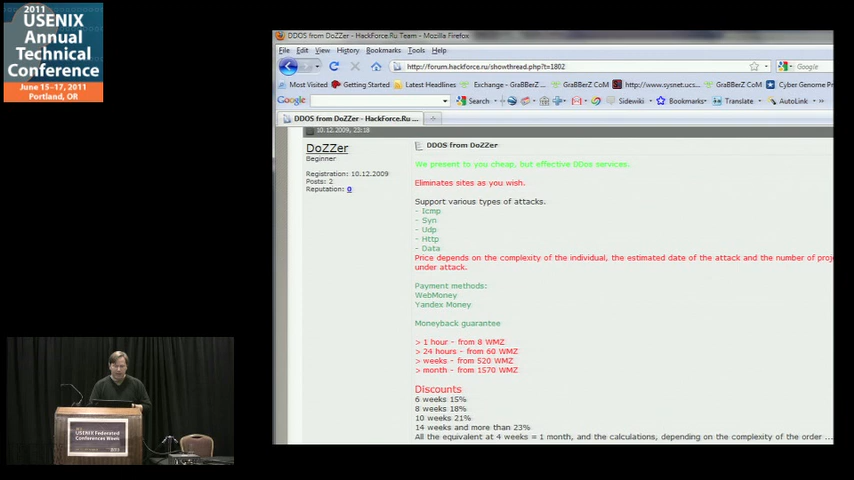 2011
USENIX
Annual
Technical
Conference
June 15–17, 2011
Portland, OR
USENIX Federated
Conferences Week
DDOS from DoZZer - HackForce.Ru Team - Mozilla Firefox
File Edit View History Bookmarks Tools Help
http://forum.hackforce.ru/showthread.php?t=1802
Google
Most Visited Getting Started Latest Headlines Exchange - GraBBerZ CoM GraBBerZ CoM http://www.sysnet.ucs... GraBBerZ CoM Cyber Genome Pr
Google Search Sidewiki Bookmarks Translate AutoLink
DDOS from DoZZer - HackForce.Ru ...
10.12.2009, 23:18
DoZZer
Beginner
Registration: 10.12.2009
Posts: 2
Reputation: 0
DDOS from DoZZer
We present to you cheap, but effective DDos services.
Eliminates sites as you wish.
Support various types of attacks.
- Icmp
- Syn
- Udp
- Http
- Data
Price depends on the complexity of the individual, the estimated date of the attack and the number of proj
under attack.
Payment methods:
WebMoney
Yandex Money
Moneyback guarantee
> 1 hour - from 8 WMZ
> 24 hours - from 60 WMZ
> weeks - from 520 WMZ
> month - from 1570 WMZ
Discounts
6 weeks 15%
8 weeks 18%
10 weeks 21%
14 weeks and more than 23%
All the equivalent at 4 weeks = 1 month, and the calculations, depending on the complexity of the order ...